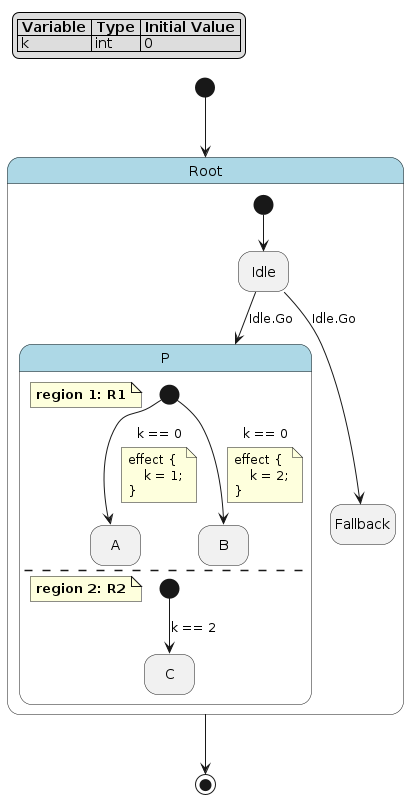 Variable Type Initial Value
k int 0
Root
Idle
Idle.Go Idle.Go
P
region 1: R1
k == 0 k == 0
effect { effect {
k = 1; k = 2;
} }
Fallback
A B
region 2: R2
k == 2
C